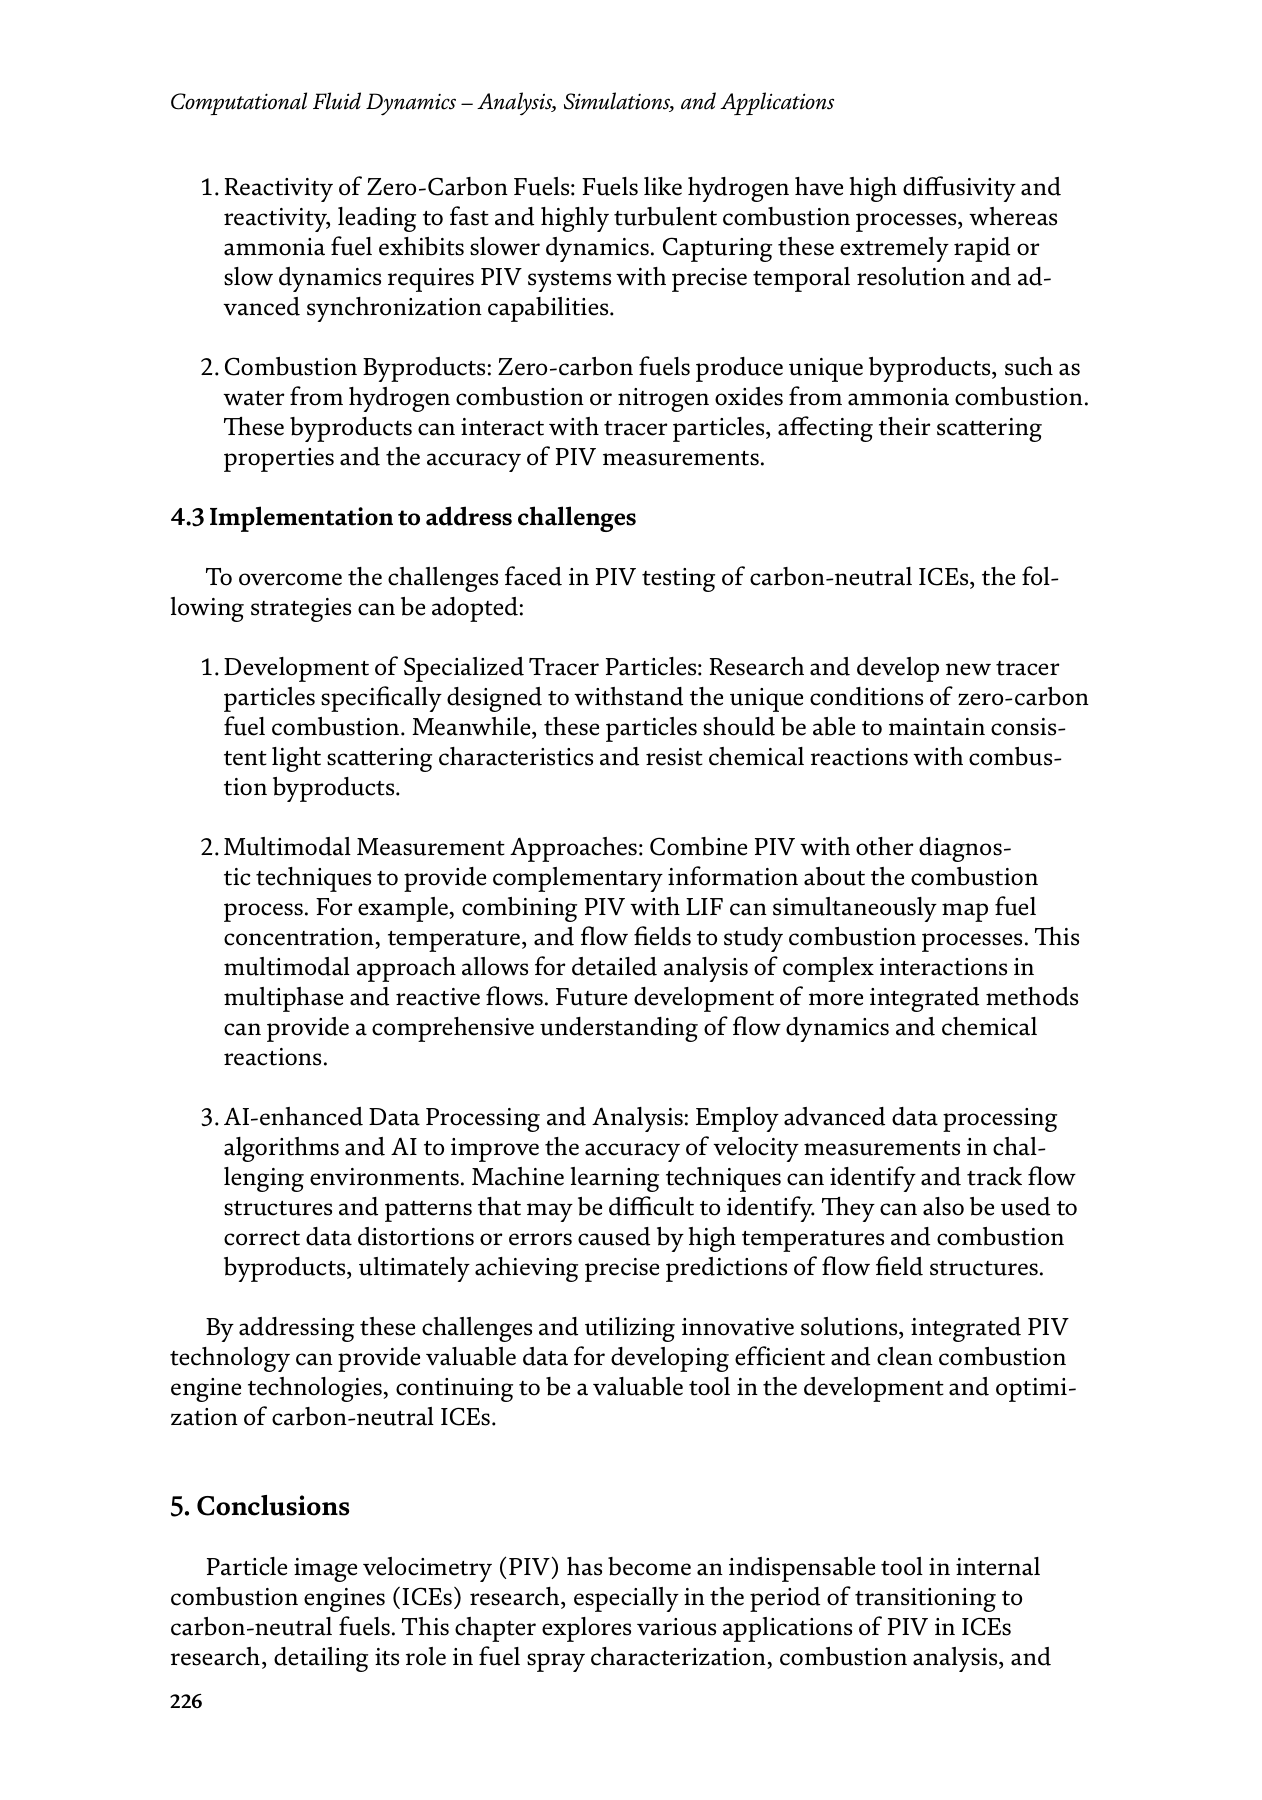 Computational Fluid Dynamics – Analysis, Simulations, and Applications
1. Reactivity of Zero-Carbon Fuels: Fuels like hydrogen have high diffusivity and
reactivity, leading to fast and highly turbulent combustion processes, whereas
ammonia fuel exhibits slower dynamics. Capturing these extremely rapid or
slow dynamics requires PIV systems with precise temporal resolution and ad-
vanced synchronization capabilities.
2. Combustion Byproducts: Zero-carbon fuels produce unique byproducts, such as
water from hydrogen combustion or nitrogen oxides from ammonia combustion.
These byproducts can interact with tracer particles, affecting their scattering
properties and the accuracy of PIV measurements.
4.3 Implementation to address challenges
To overcome the challenges faced in PIV testing of carbon-neutral ICEs, the fol-
lowing strategies can be adopted:
1. Development of Specialized Tracer Particles: Research and develop new tracer
particles specifically designed to withstand the unique conditions of zero-carbon
fuel combustion. Meanwhile, these particles should be able to maintain consis-
tent light scattering characteristics and resist chemical reactions with combus-
tion byproducts.
2. Multimodal Measurement Approaches: Combine PIV with other diagnos-
tic techniques to provide complementary information about the combustion
process. For example, combining PIV with LIF can simultaneously map fuel
concentration, temperature, and flow fields to study combustion processes. This
multimodal approach allows for detailed analysis of complex interactions in
multiphase and reactive flows. Future development of more integrated methods
can provide a comprehensive understanding of flow dynamics and chemical
reactions.
3. AI-enhanced Data Processing and Analysis: Employ advanced data processing
algorithms and AI to improve the accuracy of velocity measurements in chal-
lenging environments. Machine learning techniques can identify and track flow
structures and patterns that may be difficult to identify. They can also be used to
correct data distortions or errors caused by high temperatures and combustion
byproducts, ultimately achieving precise predictions of flow field structures.
By addressing these challenges and utilizing innovative solutions, integrated PIV
technology can provide valuable data for developing efficient and clean combustion
engine technologies, continuing to be a valuable tool in the development and optimi-
zation of carbon-neutral ICEs.
5. Conclusions
Particle image velocimetry (PIV) has become an indispensable tool in internal
combustion engines (ICEs) research, especially in the period of transitioning to
carbon-neutral fuels. This chapter explores various applications of PIV in ICEs
research, detailing its role in fuel spray characterization, combustion analysis, and
226